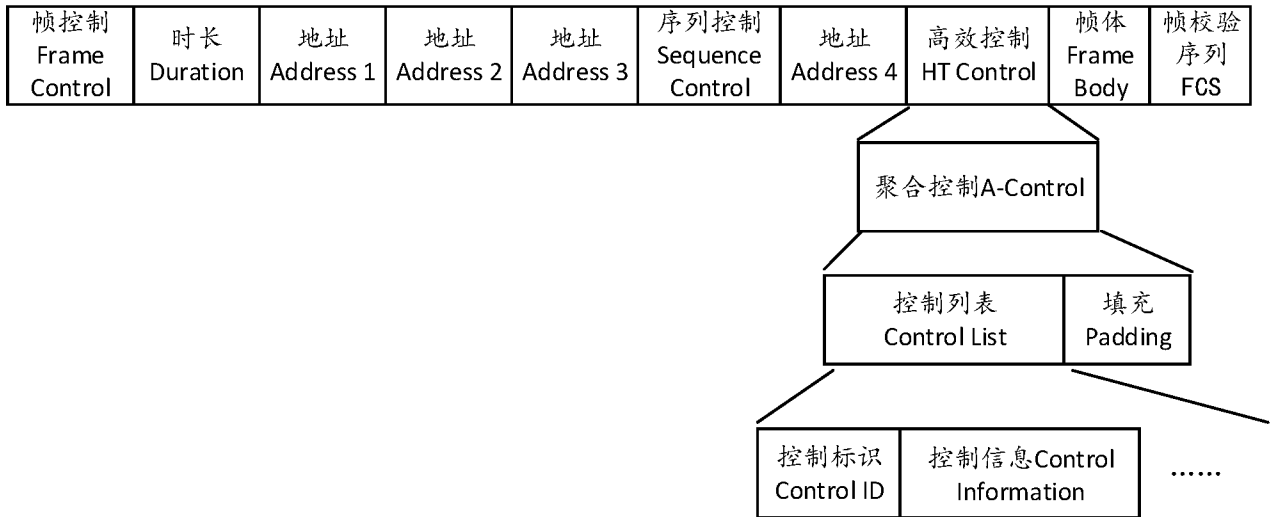 帧控制
Frame
Control
时长
Duration
地址
Address 1
地址
Address 2
地址
Address 3
序列控制
Sequence
Control
地址
Address 4
高效控制
HT Control
帧体
Frame
Body
帧校验
序列
FCS
聚合控制A-Control
控制列表
Control List
填充
Padding
控制标识
Control ID
控制信息Control
Information
……